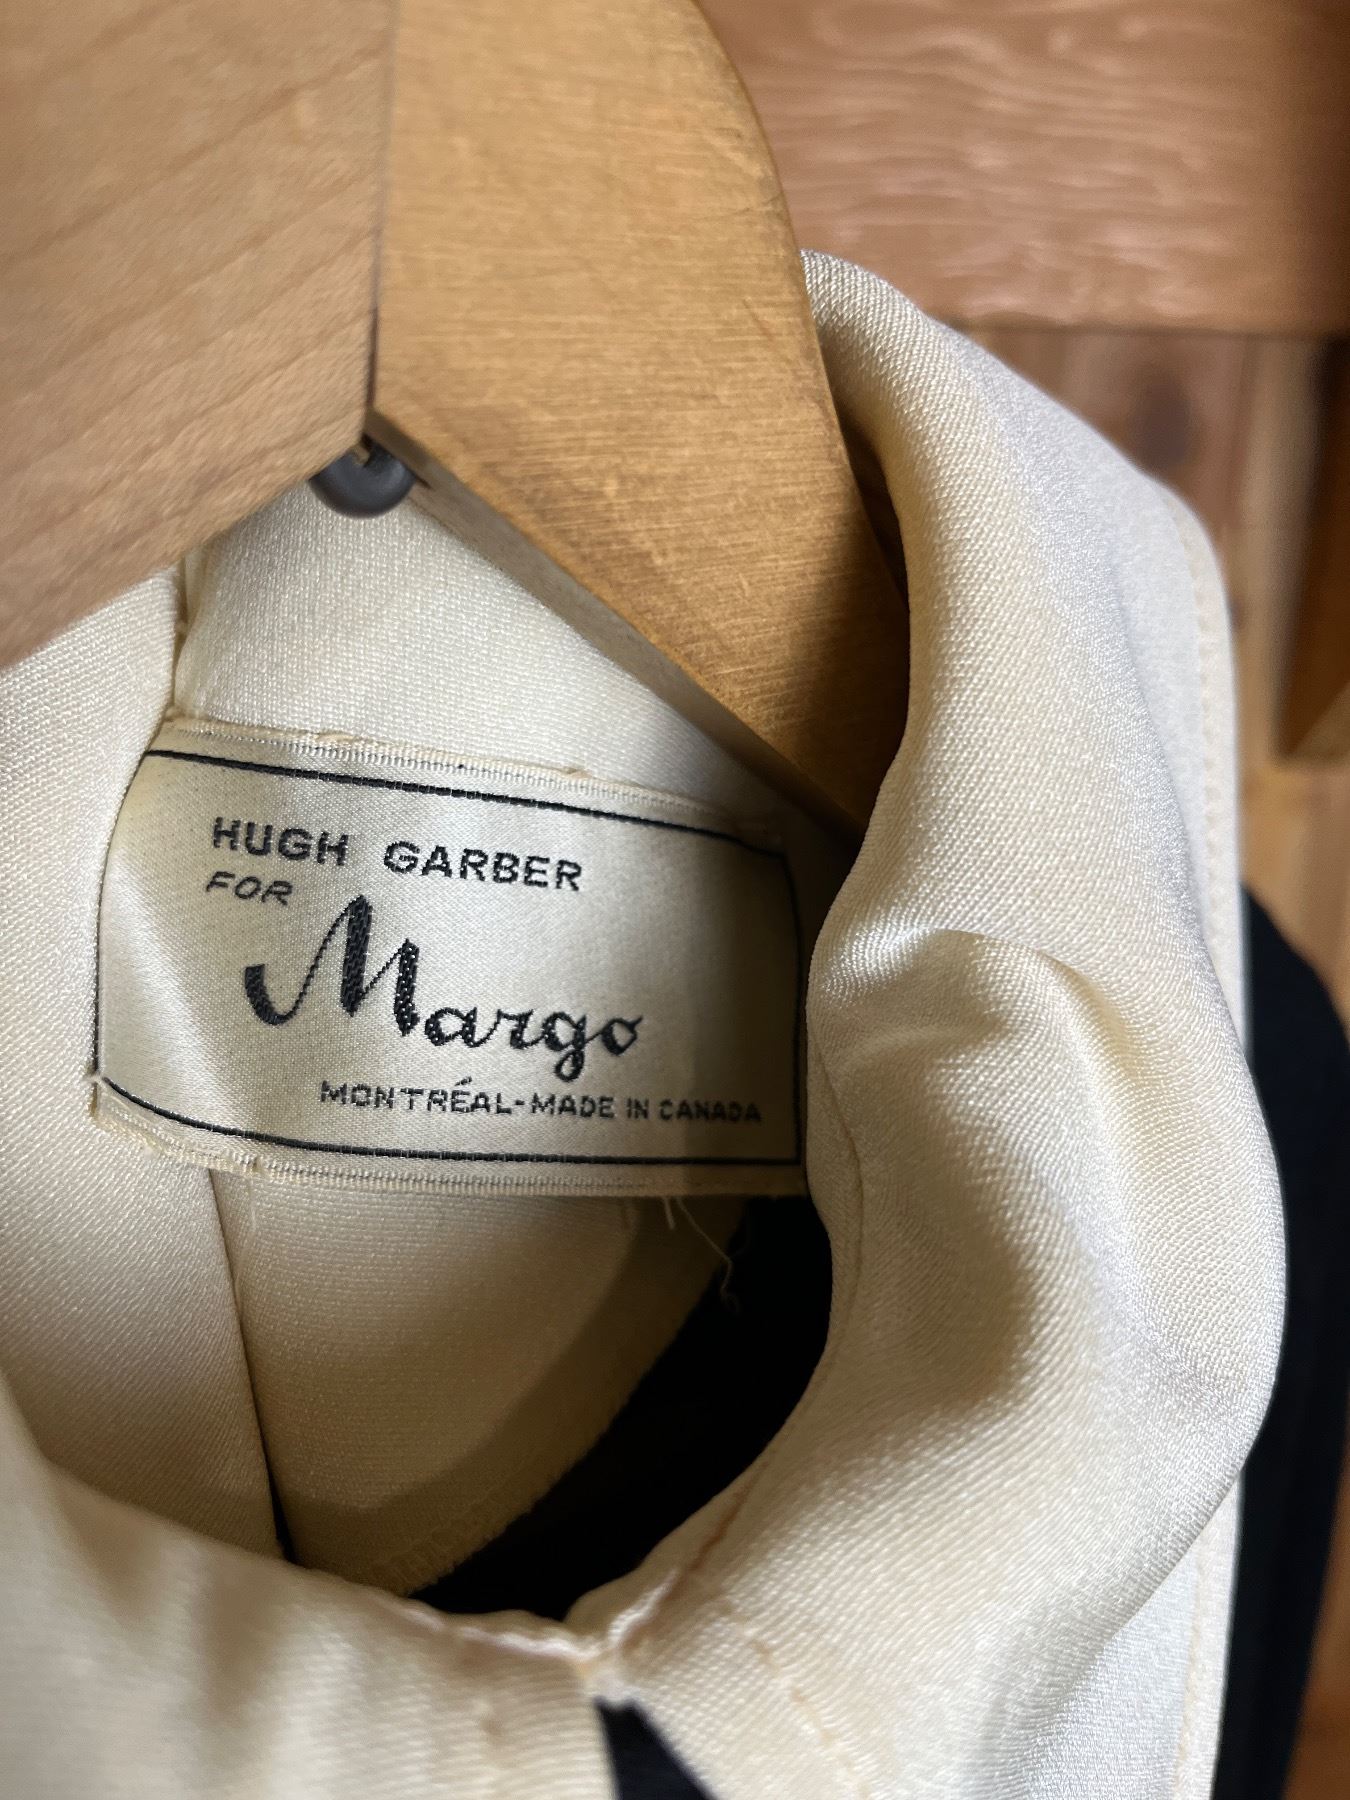 HUGH GARBER
FOR
Margo
MONTRÉAL-MADE IN CANADA